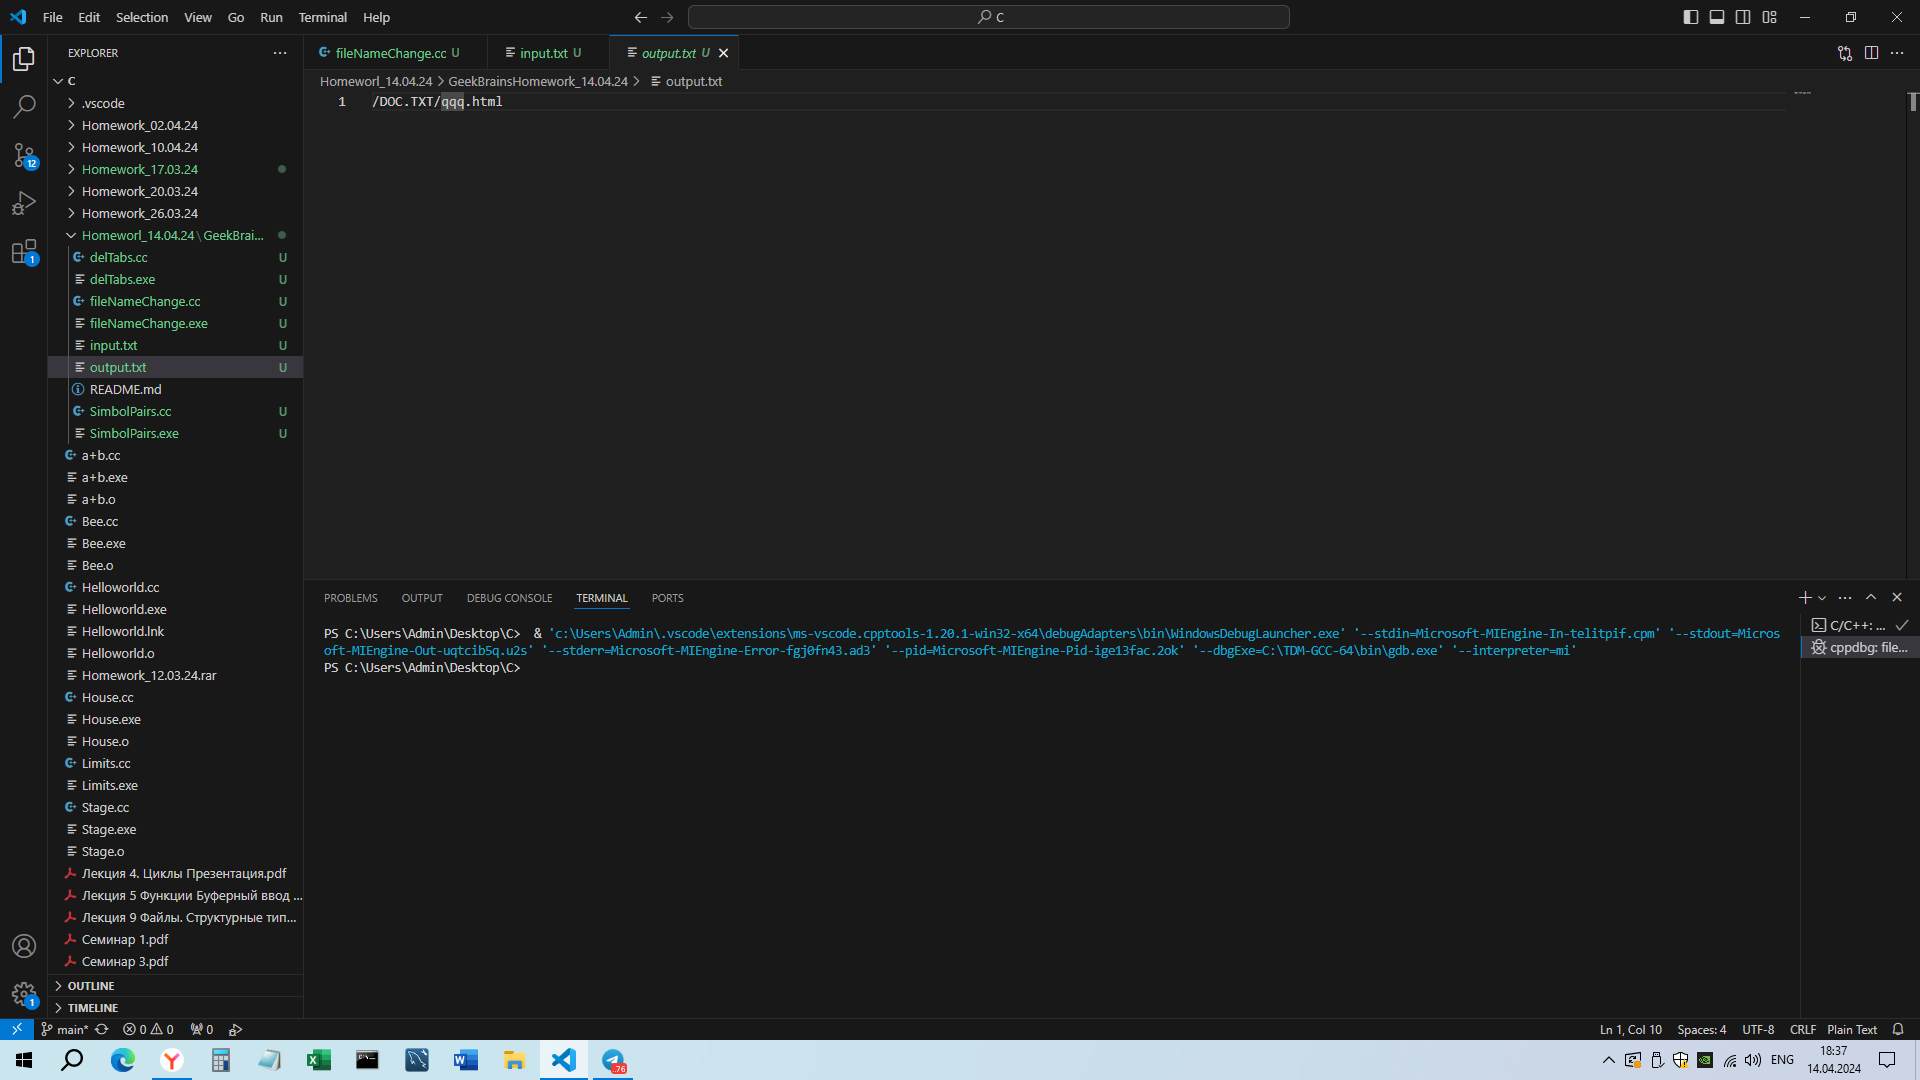 File Edit Selection View Go Run Terminal Help
C
EXPLORER
C
.vscode
Homework_02.04.24
Homework_10.04.24
Homework_17.03.24
Homework_20.03.24
Homework_26.03.24
Homeworl_14.04.24\GeekBrai...
delTabs.cc U
delTabs.exe U
fileNameChange.cc U
fileNameChange.exe U
input.txt U
output.txt U
README.md
SimbolPairs.cc U
SimbolPairs.exe U
a+b.cc
a+b.exe
a+b.o
Bee.cc
Bee.exe
Bee.o
Helloworld.cc
Helloworld.exe
Helloworld.lnk
Helloworld.o
Homework_12.03.24.rar
House.cc
House.exe
House.o
Limits.cc
Limits.exe
Stage.cc
Stage.exe
Stage.o
Лекция 4. Циклы Презентация.pdf
Лекция 5 Функции Буферный ввод ...
Лекция 9 Файлы. Структурные тип...
Семинар 1.pdf
Семинар 3.pdf
OUTLINE
TIMELINE
12
1
1
fileNameChange.cc U input.txt U output.txt U
Homeworl_14.04.24 > GeekBrainsHomework_14.04.24 > output.txt
1 /DOC.TXT/qqq.html
PROBLEMS OUTPUT DEBUG CONSOLE TERMINAL PORTS
PS C:\Users\Admin\Desktop\C> & 'c:\Users\Admin\.vscode\extensions\ms-vscode.cpptools-1.20.1-win32-x64\debugAdapters\bin\WindowsDebugLauncher.exe' '--stdin=Microsoft-MIEngine-In-telitpif.cpm' '--stdout=Micros
oft-MIEngine-Out-uqtcib5q.u2s' '--stderr=Microsoft-MIEngine-Error-fgj0fn43.ad3' '--pid=Microsoft-MIEngine-Pid-ige13fac.2ok' '--dbgExe=C:\TDM-GCC-64\bin\gdb.exe' '--interpreter=mi'
PS C:\Users\Admin\Desktop\C>
C/C++: ...
cppdbg: file...
main* 0 0 0
Ln 1, Col 10 Spaces: 4 UTF-8 CRLF Plain Text
76
ENG
18:37
14.04.2024